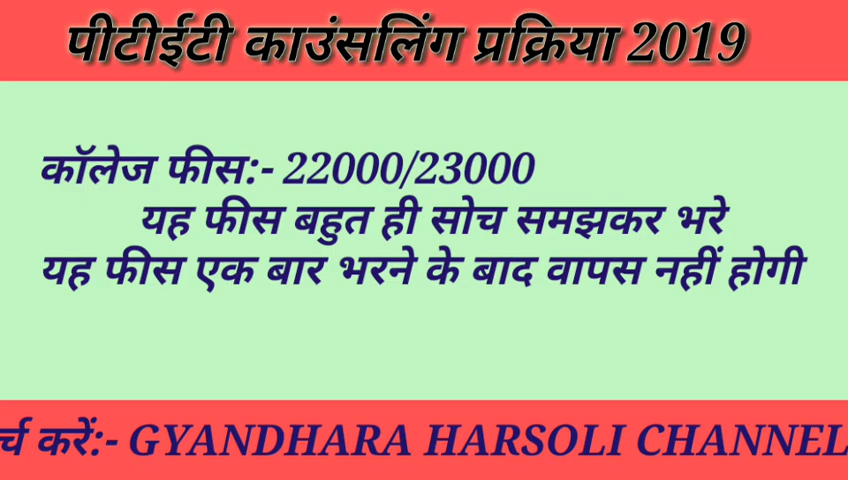 पीटीईटी काउंसलिंग प्रक्रिया 2019
कॉलेज फीस:- 22000/23000
यह फीस बहुत ही सोच समझकर भरे
यह फीस एक बार भरने के बाद वापस नहीं होगी
करें:- GYANDHARA HARSOLI CHANNEL